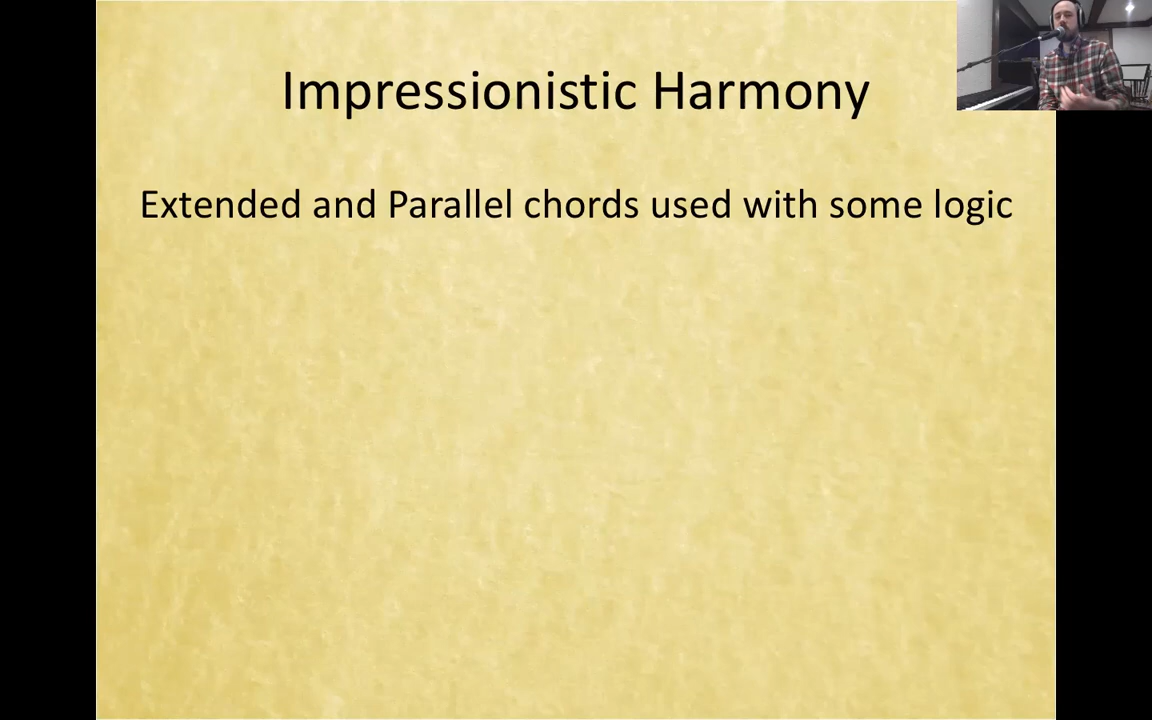 Impressionistic Harmony
Extended and Parallel chords used with some logic